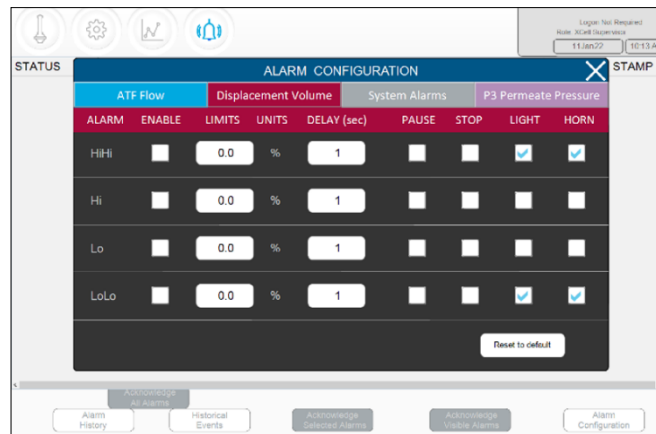 Logon Not Required
Role: XCell Supervisor
11Jan22 10:13 A
STATUS STAMP
ALARM CONFIGURATION
ATF Flow Displacement Volume System Alarms P3 Permeate Pressure
ALARM ENABLE LIMITS UNITS DELAY (sec) PAUSE STOP LIGHT HORN
HiHi 0.0 % 1
Hi 0.0 % 1
Lo 0.0 % 1
LoLo 0.0 % 1
Reset to default
Acknowledge
All Alarms
Alarm Historical Acknowledge Acknowledge Alarm
History Events Selected Alarms Visible Alarms Configuration